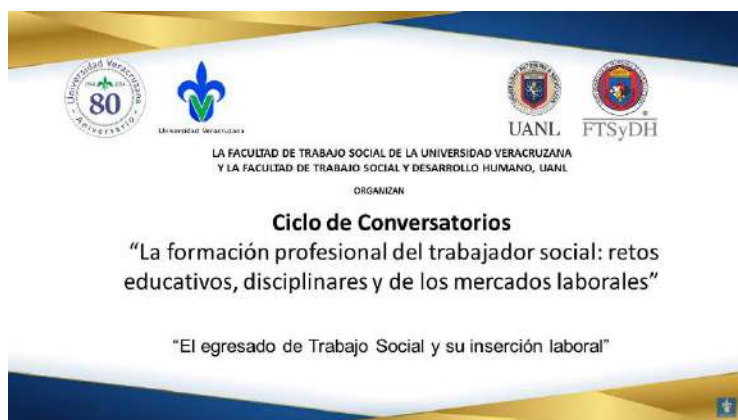 Universidad Veracruzana
80
Aniversario
Universidad Veracruzana
UANL
FTSyDH
LA FACULTAD DE TRABAJO SOCIAL DE LA UNIVERSIDAD VERACRUZANA
Y LA FACULTAD DE TRABAJO SOCIAL Y DESARROLLO HUMANO, UANL
ORGANIZAN
Ciclo de Conversatorios
“La formación profesional del trabajador social: retos
educativos, disciplinares y de los mercados laborales”
“El egresado de Trabajo Social y su inserción laboral”